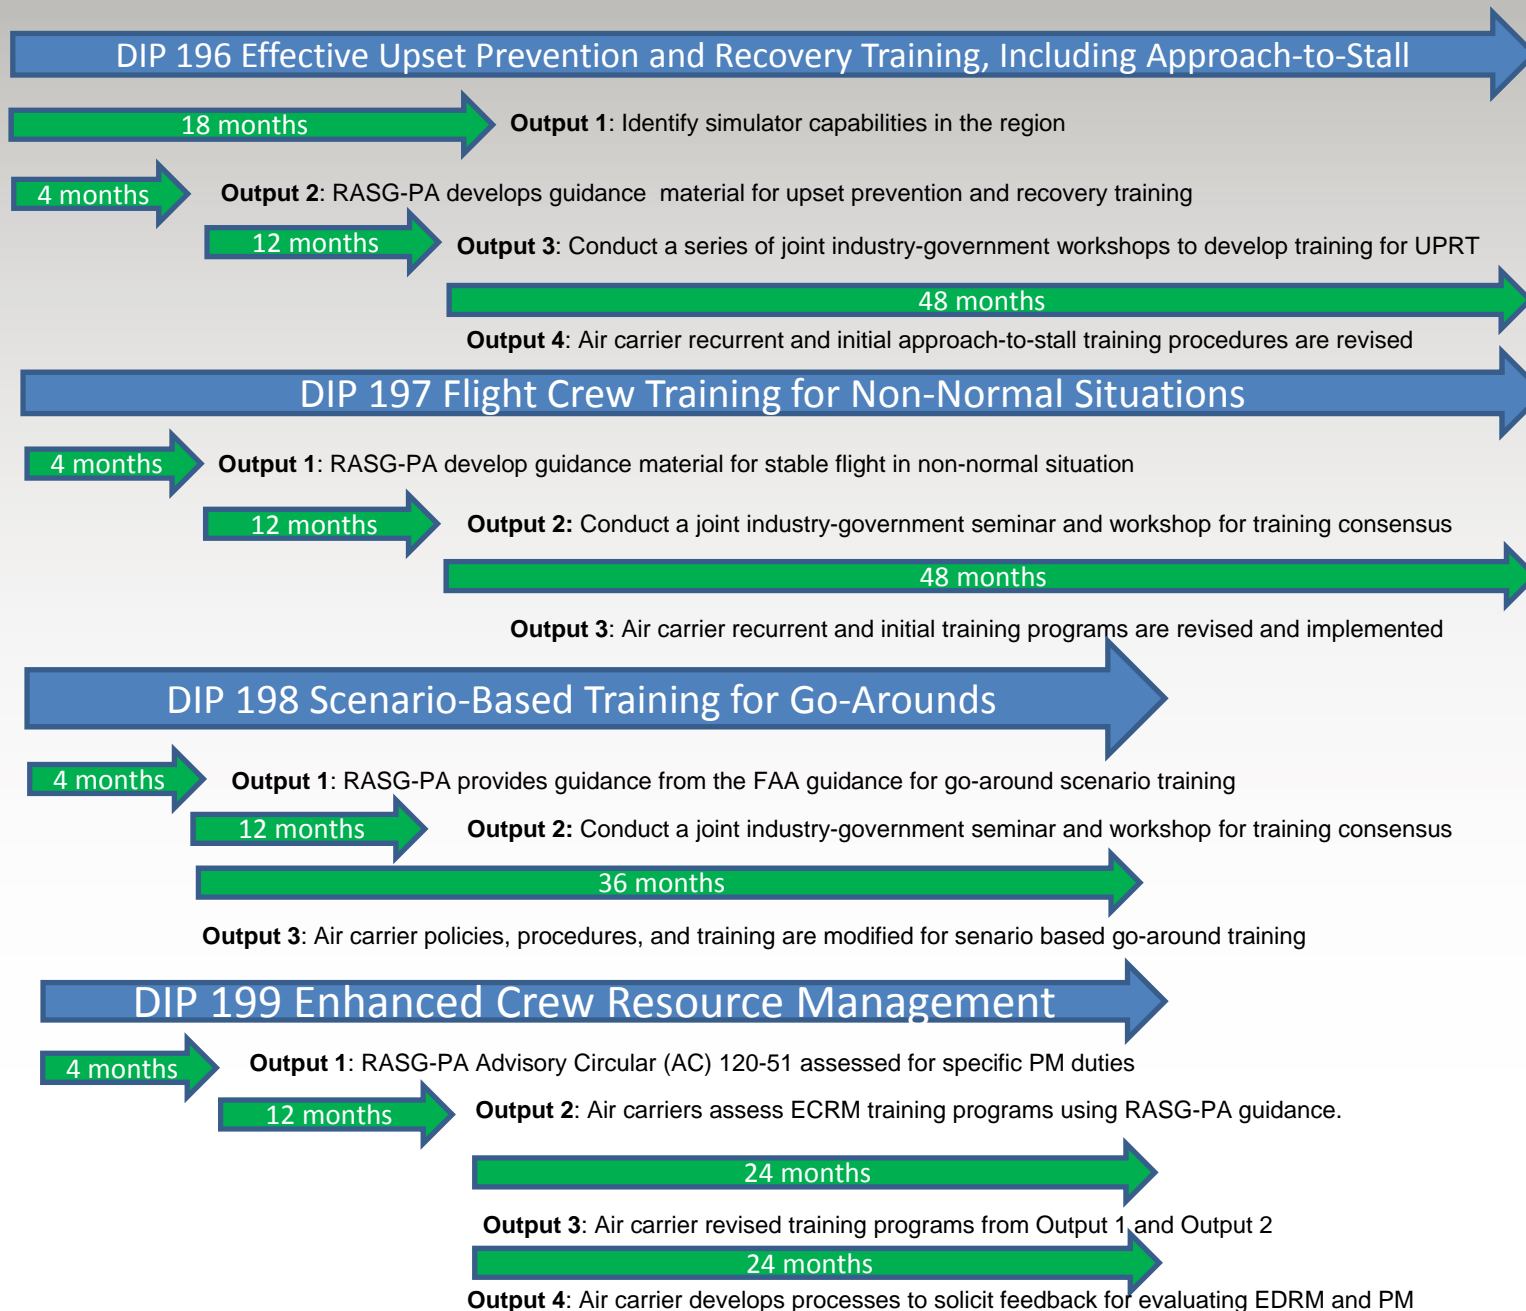 DIP 196 Effective Upset Prevention and Recovery Training, Including Approach-to-Stall
18 months
Output 1: Identify simulator capabilities in the region
4 months
Output 2: RASG-PA develops guidance material for upset prevention and recovery training
12 months
Output 3: Conduct a series of joint industry-government workshops to develop training for UPRT
48 months
Output 4: Air carrier recurrent and initial approach-to-stall training procedures are revised
DIP 197 Flight Crew Training for Non-Normal Situations
4 months
Output 1: RASG-PA develop guidance material for stable flight in non-normal situation
12 months
Output 2: Conduct a joint industry-government seminar and workshop for training consensus
48 months
Output 3: Air carrier recurrent and initial training programs are revised and implemented
DIP 198 Scenario-Based Training for Go-Arounds
4 months
Output 1: RASG-PA provides guidance from the FAA guidance for go-around scenario training
12 months
Output 2: Conduct a joint industry-government seminar and workshop for training consensus
36 months
Output 3: Air carrier policies, procedures, and training are modified for senario based go-around training
DIP 199 Enhanced Crew Resource Management
4 months
Output 1: RASG-PA Advisory Circular (AC) 120-51 assessed for specific PM duties
12 months
Output 2: Air carriers assess ECRM training programs using RASG-PA guidance.
24 months
Output 3: Air carrier revised training programs from Output 1 and Output 2
24 months
Output 4: Air carrier develops processes to solicit feedback for evaluating EDRM and PM